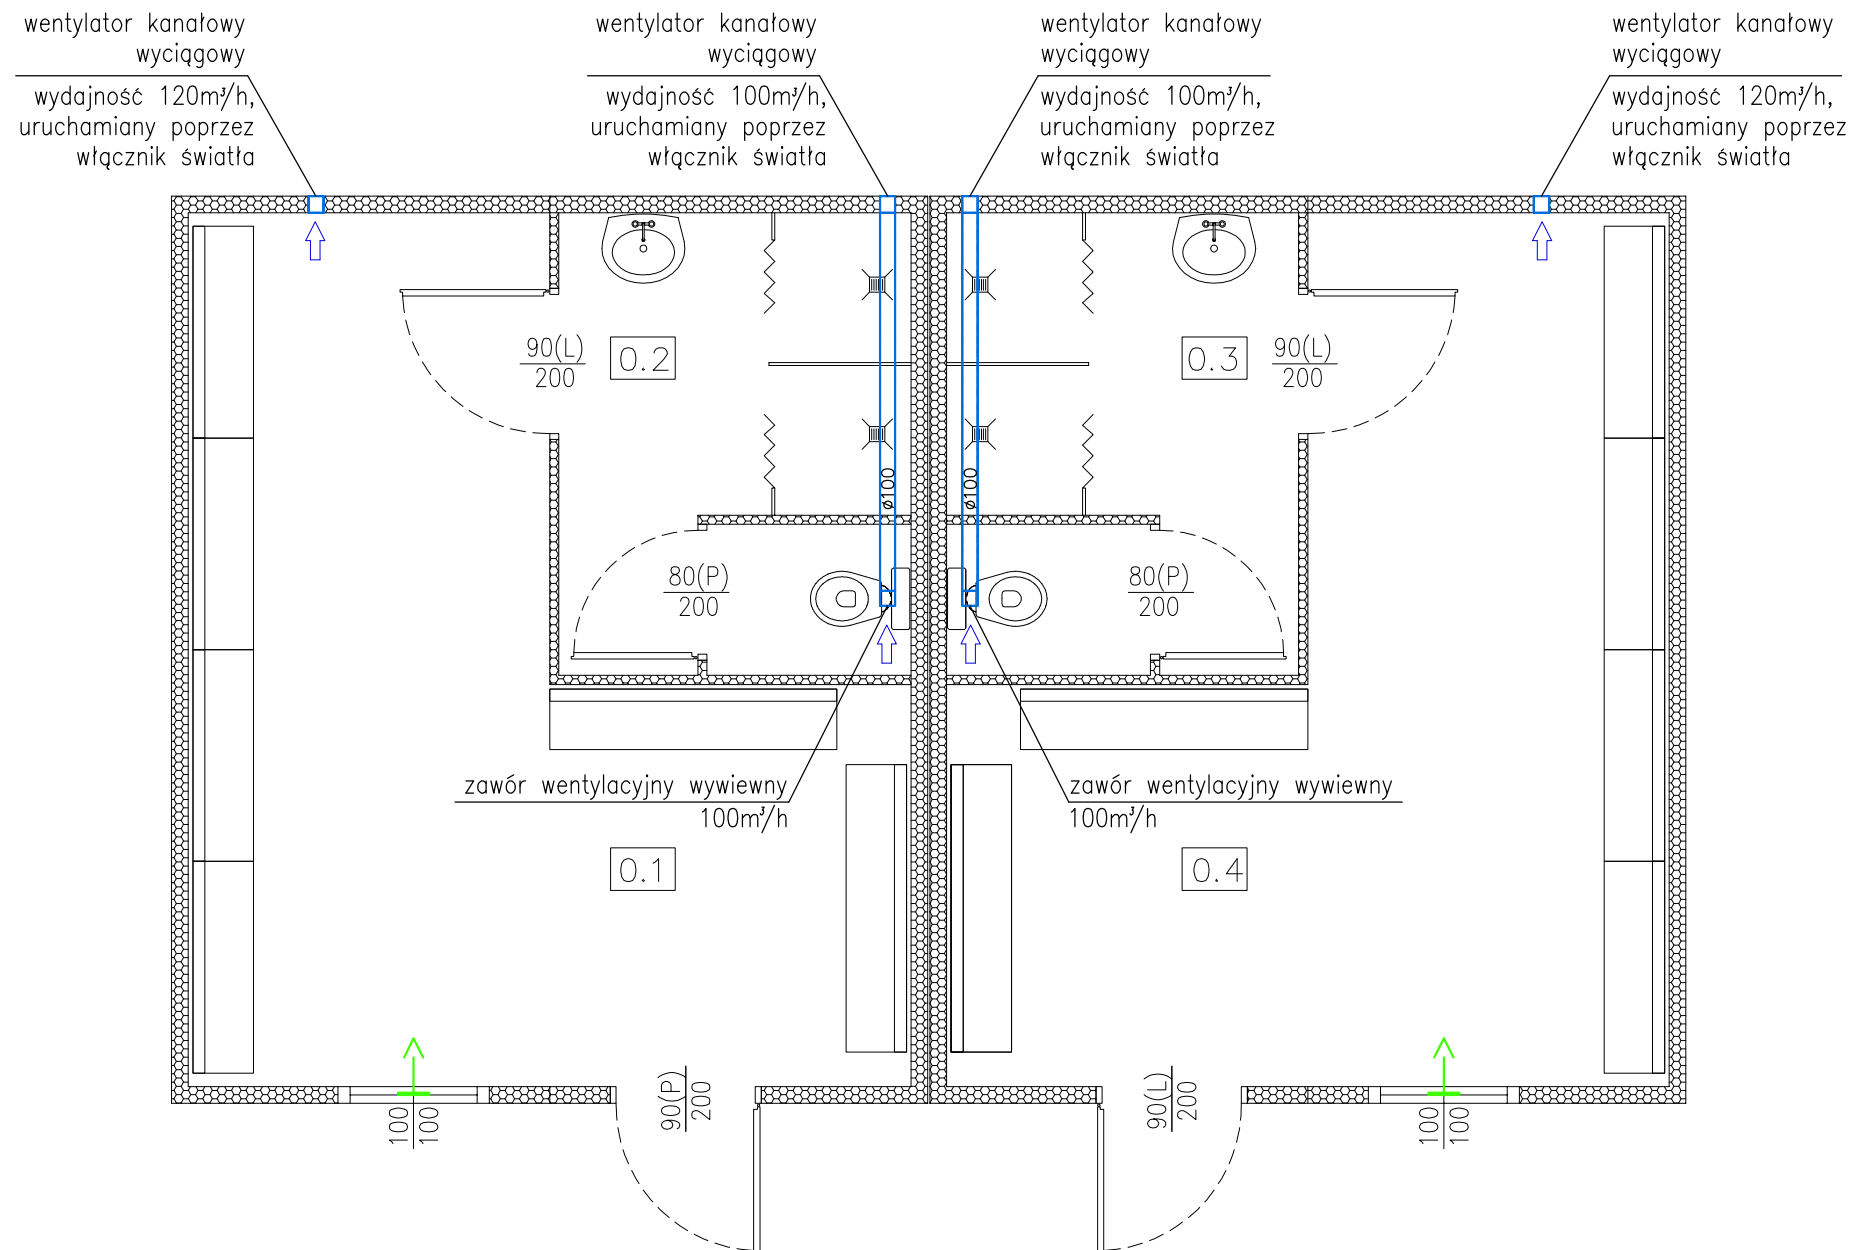 wentylator kanałowy
wyciągowy
wydajność 120m³/h,
uruchamiany poprzez
włącznik światła
wentylator kanałowy
wyciągowy
wydajność 100m³/h,
uruchamiany poprzez
włącznik światła
wentylator kanałowy
wyciągowy
wydajność 100m³/h,
uruchamiany poprzez
włącznik światła
wentylator kanałowy
wyciągowy
wydajność 120m³/h,
uruchamiany poprzez
włącznik światła
90(L)
200
0.2
0.3
90(L)
200
ø100
ø100
80(P)
200
80(P)
200
zawór wentylacyjny wywiewny
100m³/h
zawór wentylacyjny wywiewny
100m³/h
0.1
0.4
100
100
90(P)
200
90(L)
200
100
100